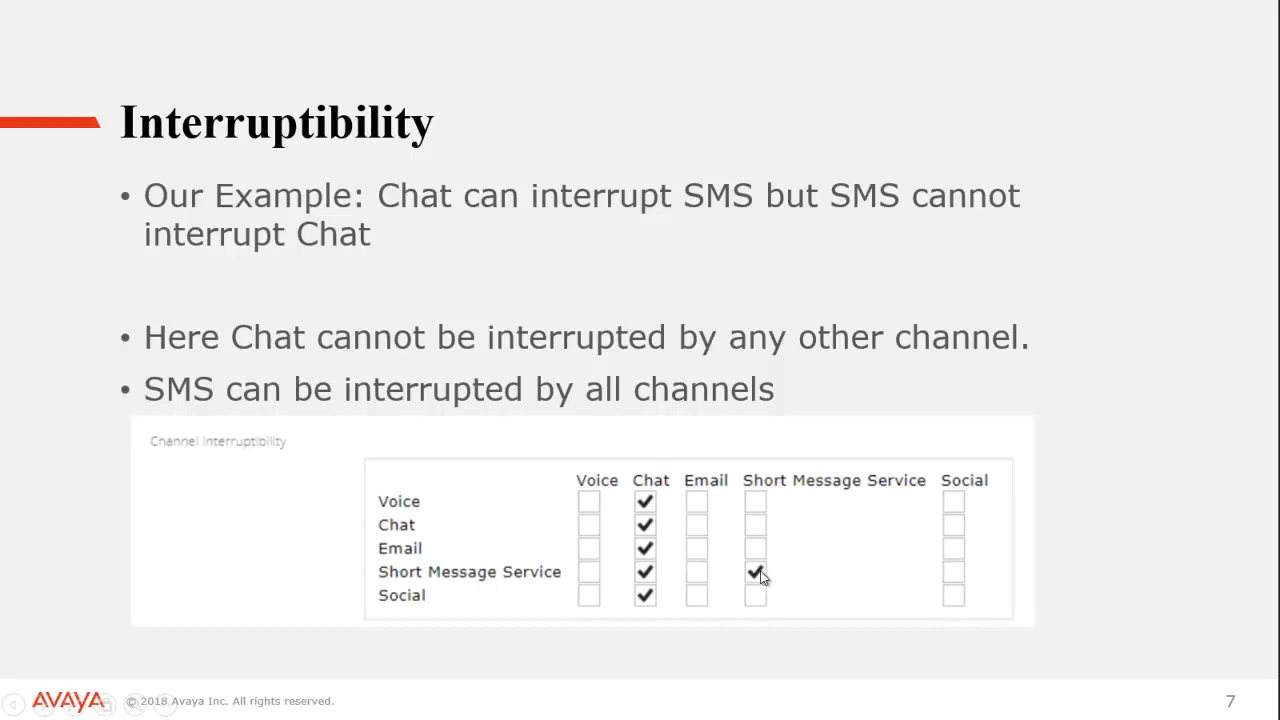 Interruptibility
• Our Example: Chat can interrupt SMS but SMS cannot
interrupt Chat
• Here Chat cannot be interrupted by any other channel.
• SMS can be interrupted by all channels
Channel Interruptibility
Voice Chat Email Short Message Service Social
Voice
Chat
Email
Short Message Service
Social
AVAYA © 2018 Avaya Inc. All rights reserved. 7